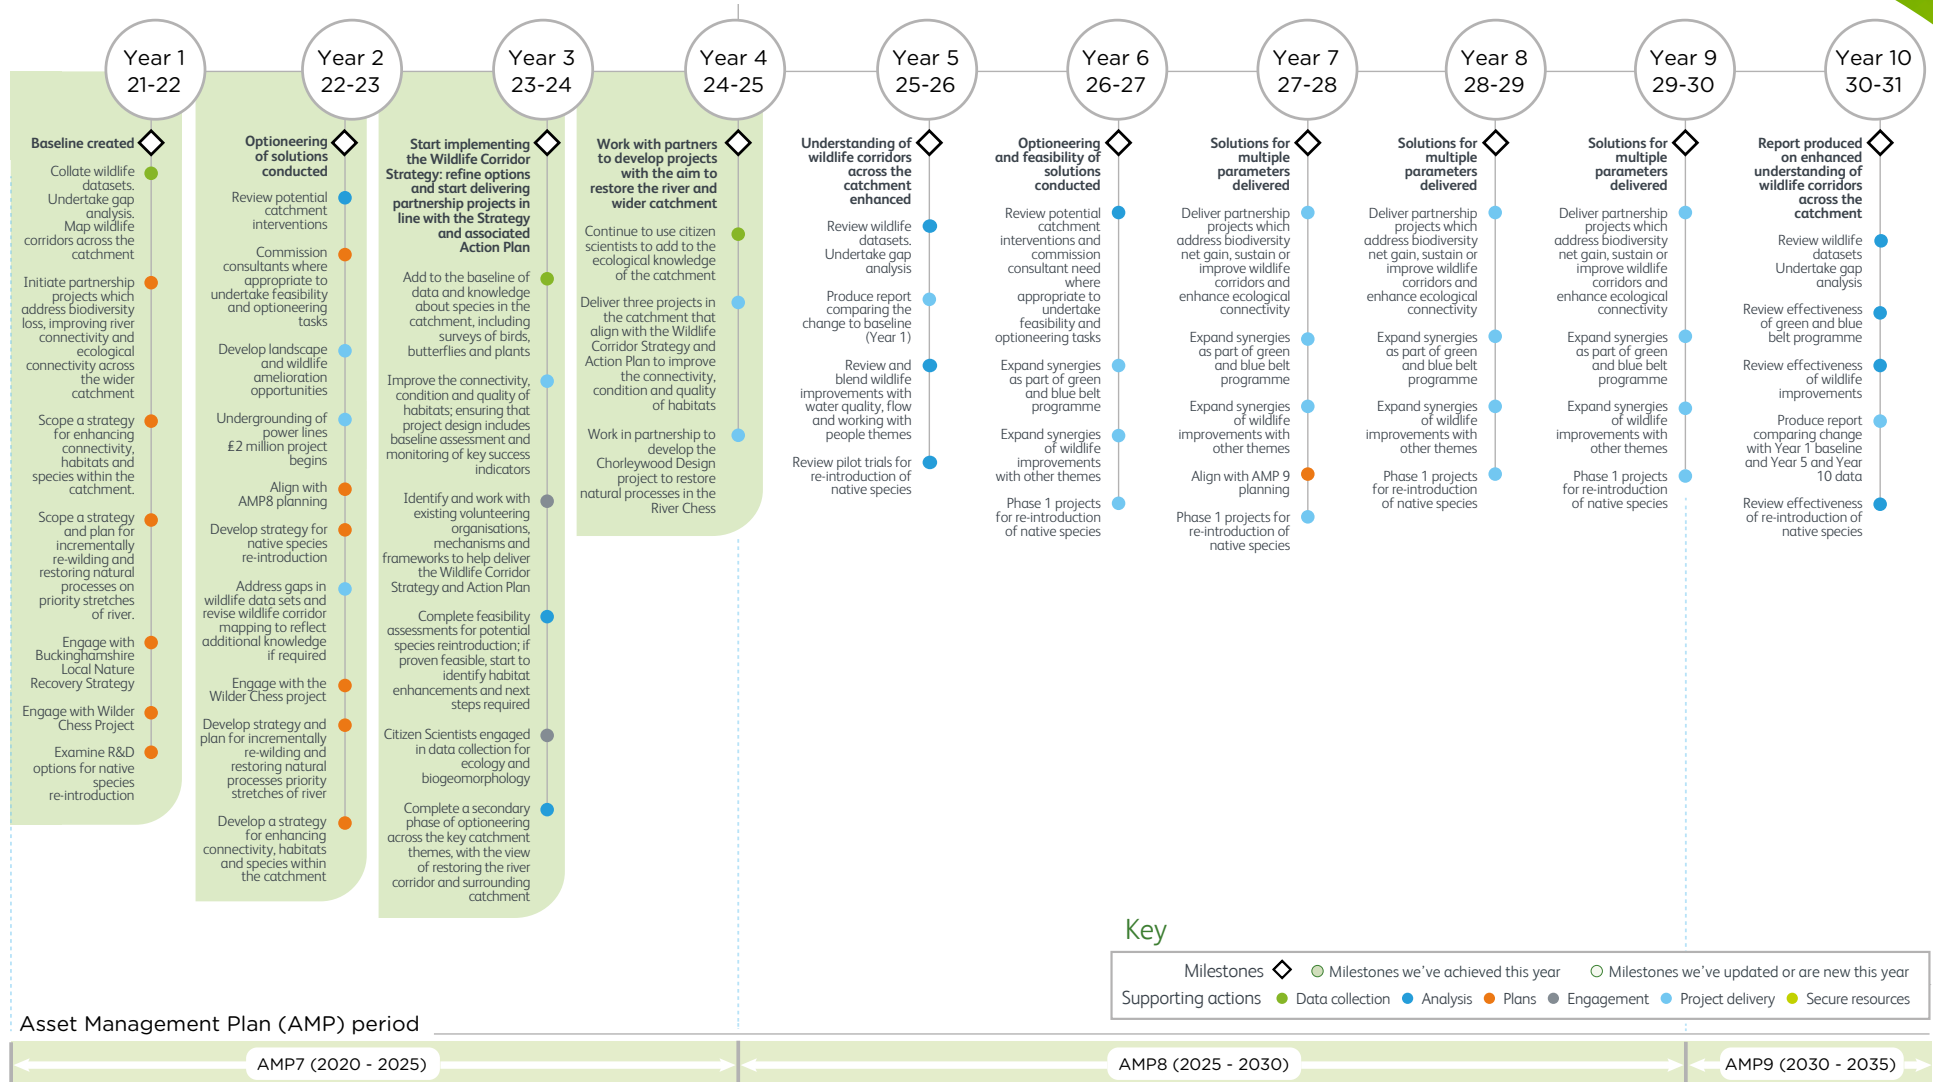 Year 1
21-22
Year 2
22-23
Year 3
23-24
Year 4
24-25
Year 5
25-26
Year 6
26-27
Year 7
27-28
Year 8
28-29
Year 9
29-30
Year 10
30-31
Baseline created
Collate wildlife
datasets.
Undertake gap
analysis.
Map wildlife
corridors across the
catchment
Initiate partnership
projects which
address biodiversity
loss, improving river
connectivity and
ecological
connectivity across
the wider
catchment
Scope a strategy
for enhancing
connectivity,
habitats and
species within the
catchment.
Scope a strategy
and plan for
incrementally
re-wilding and
restoring natural
processes on
priority stretches
of river.
Engage with
Buckinghamshire
Local Nature
Recovery Strategy
Engage with Wilder
Chess Project
Examine R&D
options for native
species
re-introduction
Optioneering
of solutions
conducted
Review potential
catchment
interventions
Commission
consultants where
appropriate to
undertake feasibility
and optioneering
tasks
Develop landscape
and wildlife
amelioration
opportunities
Undergrounding of
power lines
£2 million project
begins
Align with
AMP8 planning
Develop strategy for
native species
re-introduction
Address gaps in
wildlife data sets and
revise wildlife corridor
mapping to reflect
additional knowledge
if required
Engage with the
Wilder Chess project
Develop strategy and
plan for incrementally
re-wilding and
restoring natural
processes priority
stretches of river
Develop a strategy
for enhancing
connectivity, habitats
and species within
the catchment
Start implementing
the Wildlife Corridor
Strategy: refine options
and start delivering
partnership projects in
line with the Strategy
and associated
Action Plan
Add to the baseline of
data and knowledge
about species in the
catchment, including
surveys of birds,
butterflies and plants
Improve the connectivity,
condition and quality of
habitats; ensuring that
project design includes
baseline assessment and
monitoring of key success
indicators
Identify and work with
existing volunteering
organisations,
mechanisms and
frameworks to help deliver
the Wildlife Corridor
Strategy and Action Plan
Complete feasibility
assessments for potential
species reintroduction; if
proven feasible, start to
identify habitat
enhancements and next
steps required
Citizen Scientists engaged
in data collection for
ecology and
biogeomorphology
Complete a secondary
phase of optioneering
across the key catchment
themes, with the view
of restoring the river
corridor and surrounding
catchment
Work with partners
to develop projects
with the aim to
restore the river and
wider catchment
Continue to use citizen
scientists to add to the
ecological knowledge
of the catchment
Deliver three projects in
the catchment that
align with the Wildlife
Corridor Strategy and
Action Plan to improve
the connectivity,
condition and quality
of habitats
Work in partnership to
develop the
Chorleywood Design
project to restore
natural processes in the
River Chess
Understanding of
wildlife corridors
across the
catchment
enhanced
Review wildlife
datasets.
Undertake gap
analysis
Produce report
comparing the
change to baseline
(Year 1)
Review and
blend wildlife
improvements with
water quality, flow
and working with
people themes
Review pilot trials for
re-introduction of
native species
Optioneering
and feasibility of
solutions
conducted
Review potential
catchment
interventions and
commission
consultant need
where
appropriate to
undertake
feasibility and
optioneering tasks
Expand synergies
as part of green
and blue belt
programme
Expand synergies
of wildlife
improvements
with other themes
Phase 1 projects
for re-introduction
of native species
Solutions for
multiple
parameters
delivered
Deliver partnership
projects which
address biodiversity
net gain, sustain or
improve wildlife
corridors and
enhance ecological
connectivity
Expand synergies
as part of green
and blue belt
programme
Expand synergies
of wildlife
improvements with
other themes
Align with AMP 9
planning
Phase 1 projects for
re-introduction of
native species
Solutions for
multiple
parameters
delivered
Deliver partnership
projects which
address biodiversity
net gain, sustain or
improve wildlife
corridors and
enhance ecological
connectivity
Expand synergies
as part of green
and blue belt
programme
Expand synergies
of wildlife
improvements with
other themes
Phase 1 projects
for re-introduction
of native species
Solutions for
multiple
parameters
delivered
Deliver partnership
projects which
address biodiversity
net gain, sustain or
improve wildlife
corridors and
enhance ecological
connectivity
Expand synergies
as part of green
and blue belt
programme
Expand synergies
of wildlife
improvements with
other themes
Phase 1 projects
for re-introduction
of native species
Report produced
on enhanced
understanding of
wildlife corridors
across the
catchment
Review wildlife
datasets
Undertake gap
analysis
Review effectiveness
of green and blue
belt programme
Review effectiveness
of wildlife
improvements
Produce report
comparing change
with Year 1 baseline
and Year 5 and Year
10 data
Review effectiveness
of re-introduction of
native species
Key
Milestones Milestones we've achieved this year Milestones we've updated or are new this year
Supporting actions Data collection Analysis Plans Engagement Project delivery Secure resources
Asset Management Plan (AMP) period
AMP7 (2020 - 2025)
AMP8 (2025 - 2030)
AMP9 (2030 - 2035)